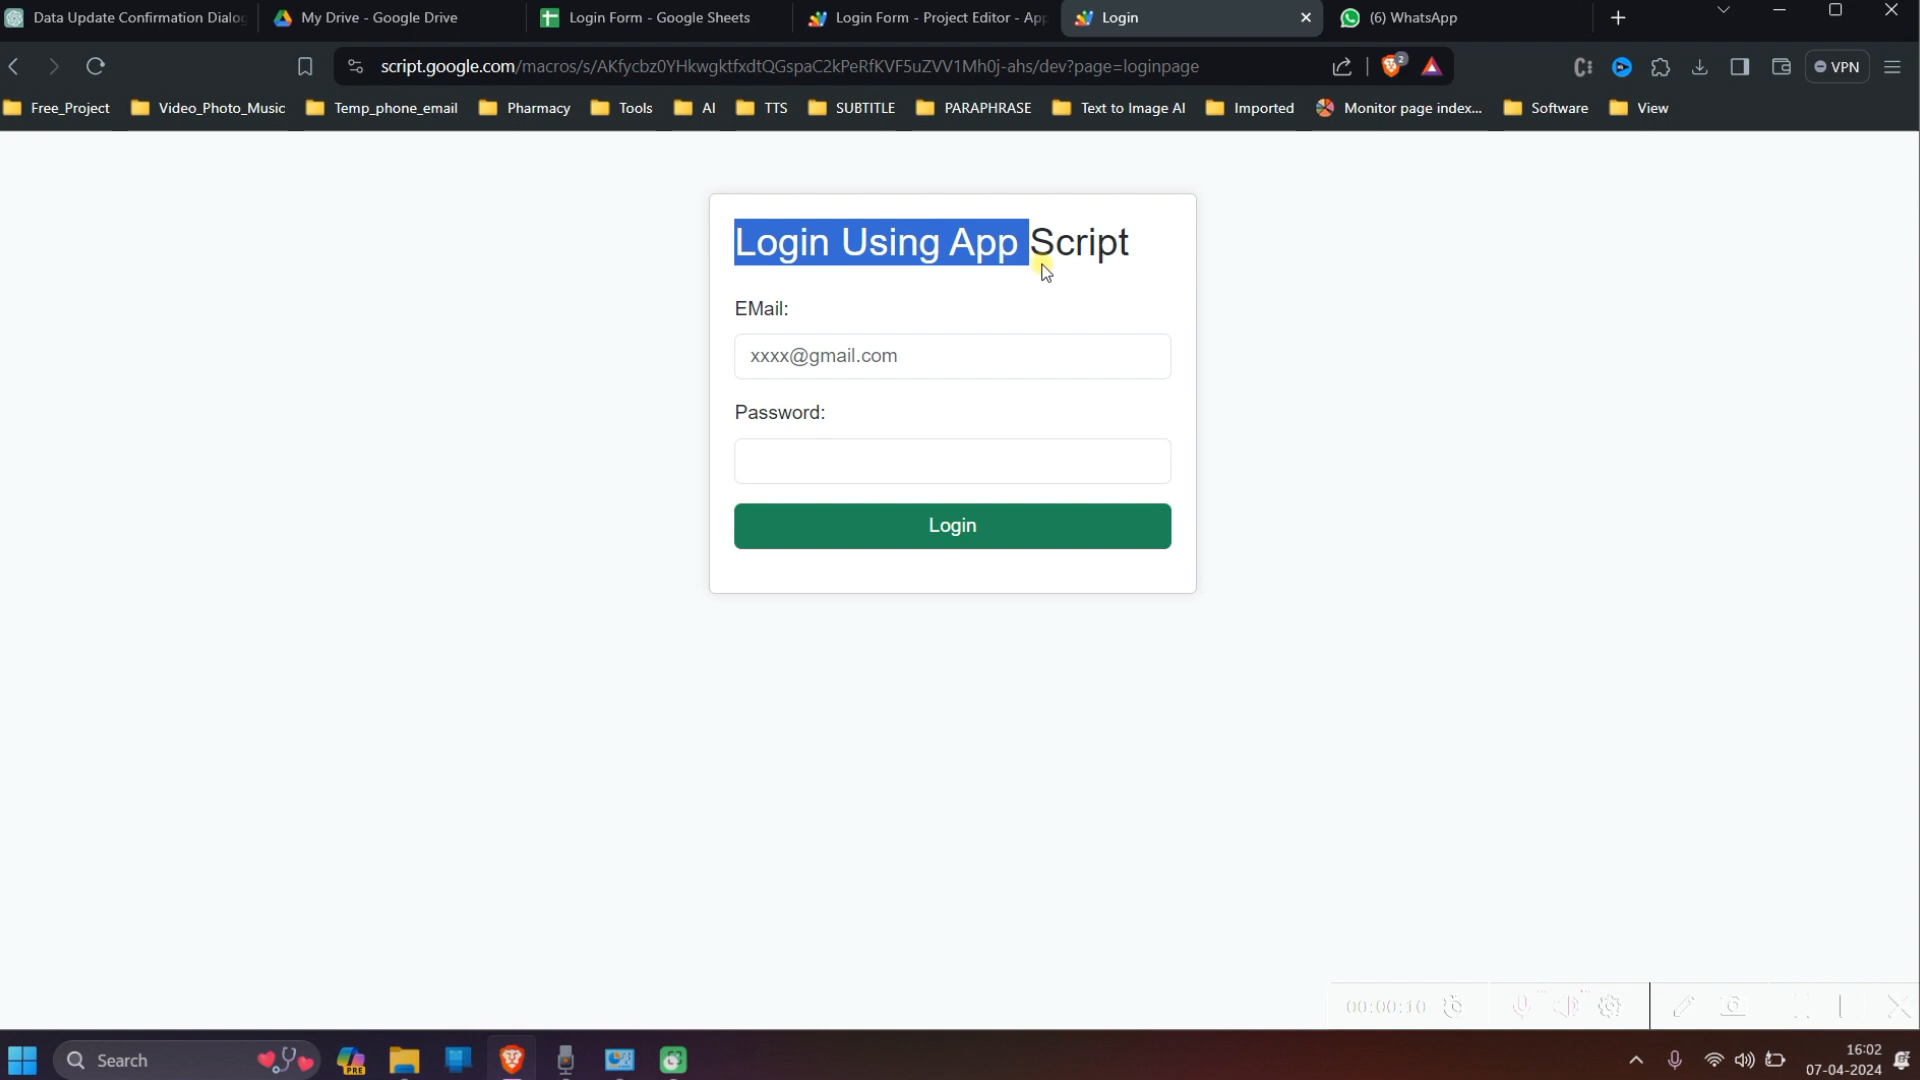 Data Update Confirmation Dialo
My Drive - Google Drive
Login Form - Google Sheets
Login Form - Project Editor - App
Login
(6) WhatsApp
script.google.com/macros/s/AKfycbz0YHkwgktfxdtQGspaC2kPeRfKVF5uZVV1Mh0j-ahs/dev?page=loginpage
2
VPN
Free_Project
Video_Photo_Music
Temp_phone_email
Pharmacy
Tools
AI
TTS
SUBTITLE
PARAPHRASE
Text to Image AI
Imported
Monitor page index...
Software
View
Login Using App Script
EMail:
xxxx@gmail.com
Password:
Login
00:00:10
Search
PRE
16:02
07-04-2024